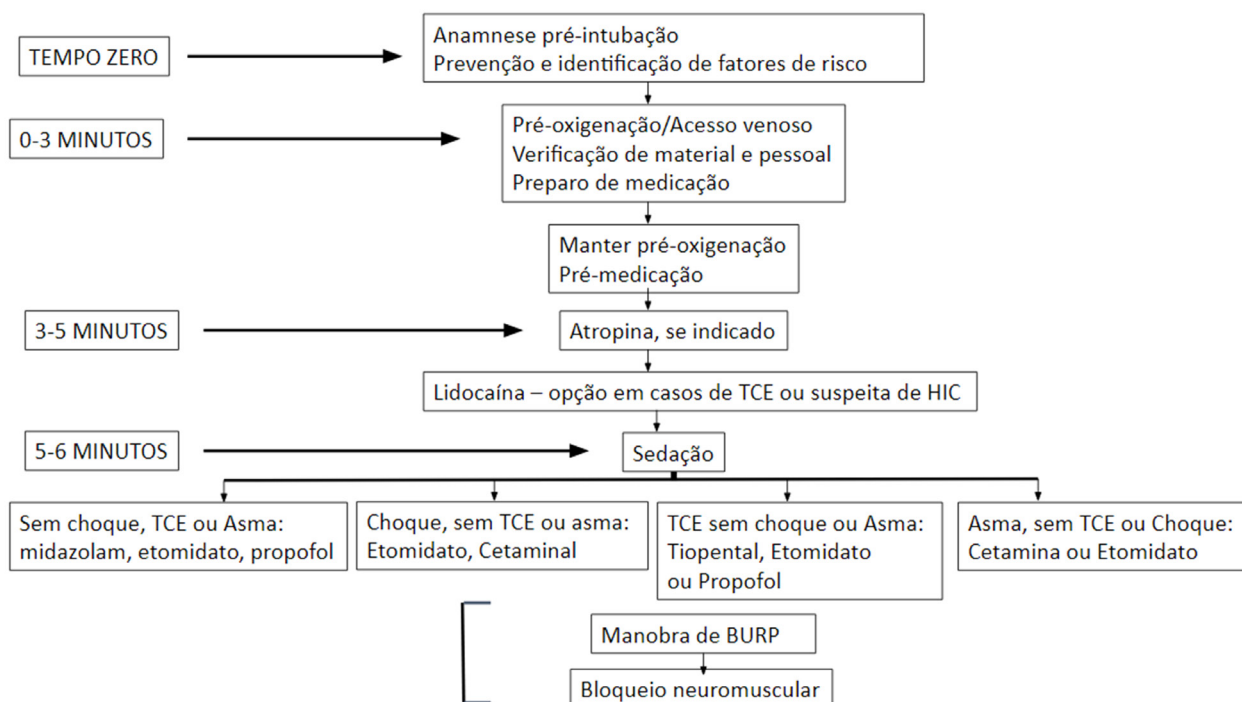 TEMPO ZERO
Anamnese pré-intubação
Prevenção e identificação de fatores de risco
0-3 MINUTOS
Pré-oxigenação/Acesso venoso
Verificação de material e pessoal
Preparo de medicação
Manter pré-oxigenação
Pré-medicação
3-5 MINUTOS
Atropina, se indicado
Lidocaína – opção em casos de TCE ou suspeita de HIC
5-6 MINUTOS
Sedação
Sem choque, TCE ou Asma:
midazolam, etomidato, propofol
Choque, sem TCE ou asma:
Etomidato, Cetaminal
TCE sem choque ou Asma:
Tiopental, Etomidato
ou Propofol
Asma, sem TCE ou Choque:
Cetamina ou Etomidato
Manobra de BURP
Bloqueio neuromuscular